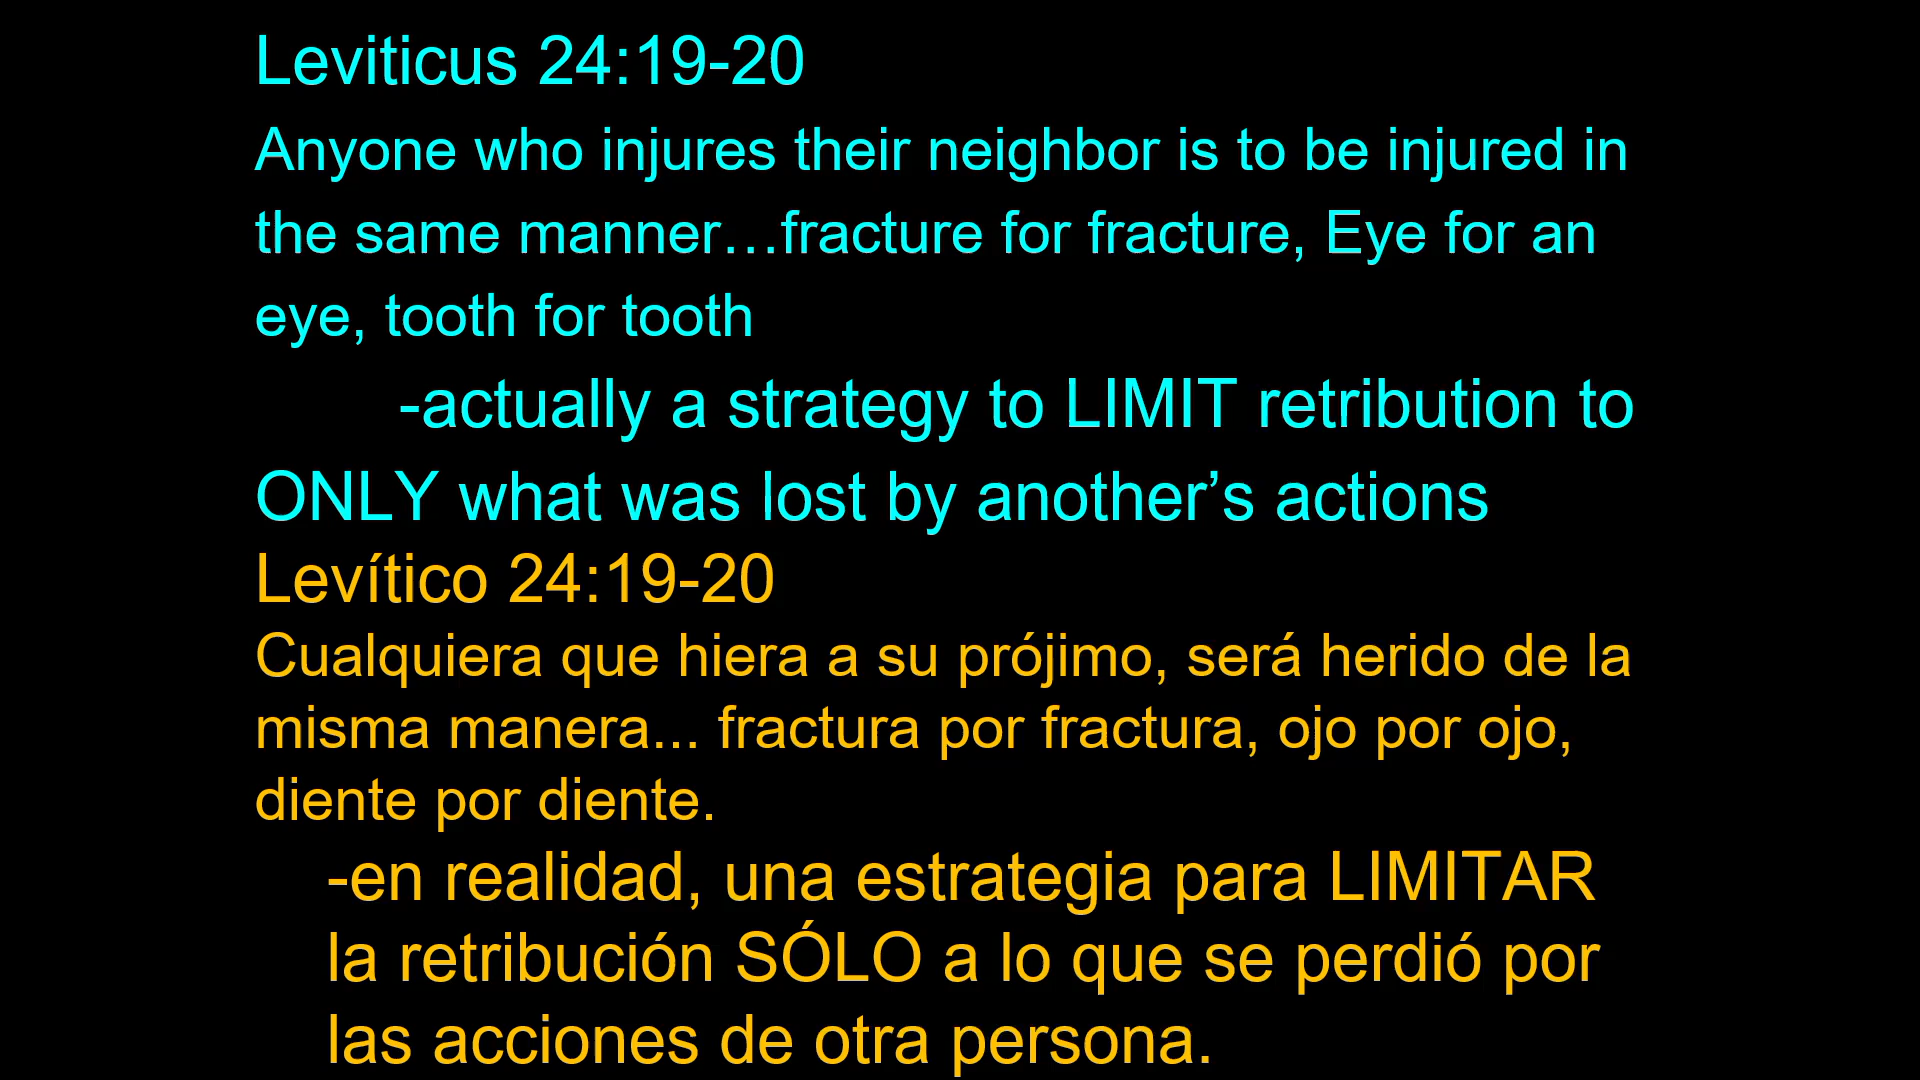 Leviticus 24:19-20
Anyone who injures their neighbor is to be injured in
the same manner…fracture for fracture, Eye for an
eye, tooth for tooth
-actually a strategy to LIMIT retribution to
ONLY what was lost by another’s actions
Levítico 24:19-20
Cualquiera que hiera a su prójimo, será herido de la
misma manera... fractura por fractura, ojo por ojo,
diente por diente.
-en realidad, una estrategia para LIMITAR
la retribución SÓLO a lo que se perdió por
las acciones de otra persona.